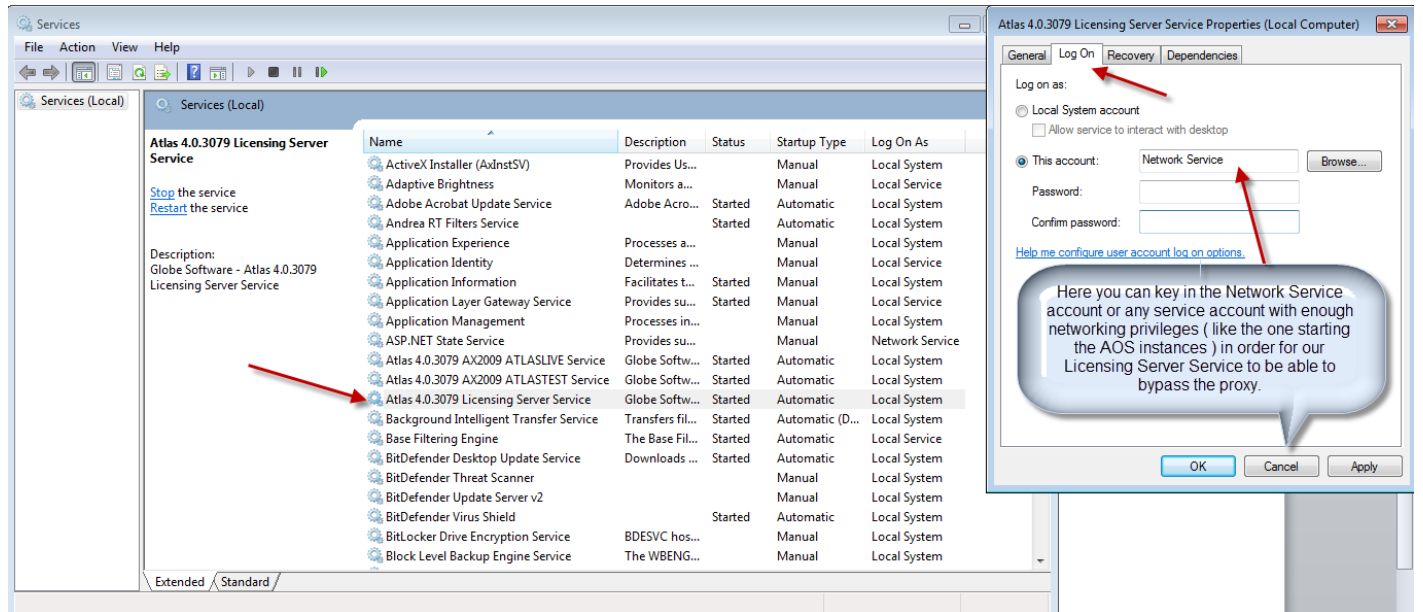 Services
File Action View Help
Services (Local)
Services (Local)
Atlas 4.0.3079 Licensing Server
Service
Stop the service
Restart the service
Description:
Globe Software - Atlas 4.0.3079
Licensing Server Service
Name Description Status Startup Type Log On As
ActiveX Installer (AxInstSV) Provides Us... Manual Local System
Adaptive Brightness Monitors a... Manual Local Service
Adobe Acrobat Update Service Adobe Acro... Started Automatic Local System
Andrea RT Filters Service Started Automatic Local System
Application Experience Processes a... Manual Local System
Application Identity Determines ... Manual Local Service
Application Information Facilitates t... Started Manual Local System
Application Layer Gateway Service Provides su... Started Manual Local Service
Application Management Processes in... Manual Local System
ASP.NET State Service Provides su... Manual Network Service
Atlas 4.0.3079 AX2009 ATLASLIVE Service Globe Softw... Started Automatic Local System
Atlas 4.0.3079 AX2009 ATLASTEST Service Globe Softw... Started Automatic Local System
Atlas 4.0.3079 Licensing Server Service Globe Softw... Started Automatic Local System
Background Intelligent Transfer Service Transfers fil... Started Automatic (D... Local System
Base Filtering Engine The Base Fil... Started Automatic Local Service
BitDefender Desktop Update Service Downloads ... Started Automatic Local System
BitDefender Threat Scanner Manual Local System
BitDefender Update Server v2 Manual Local System
BitDefender Virus Shield Started Automatic Local System
BitLocker Drive Encryption Service BDESVC hos... Manual Local System
Block Level Backup Engine Service The WBENG... Manual Local System
Extended Standard
Atlas 4.0.3079 Licensing Server Service Properties (Local Computer)
General Log On Recovery Dependencies
Log on as:
Local System account
Allow service to interact with desktop
This account: Network Service Browse...
Password:
Confirm password:
Help me configure user account log on options.
Here you can key in the Network Service
account or any service account with enough
networking privileges ( like the one starting
the AOS instances ) in order for our
Licensing Server Service to be able to
bypass the proxy.
OK Cancel Apply